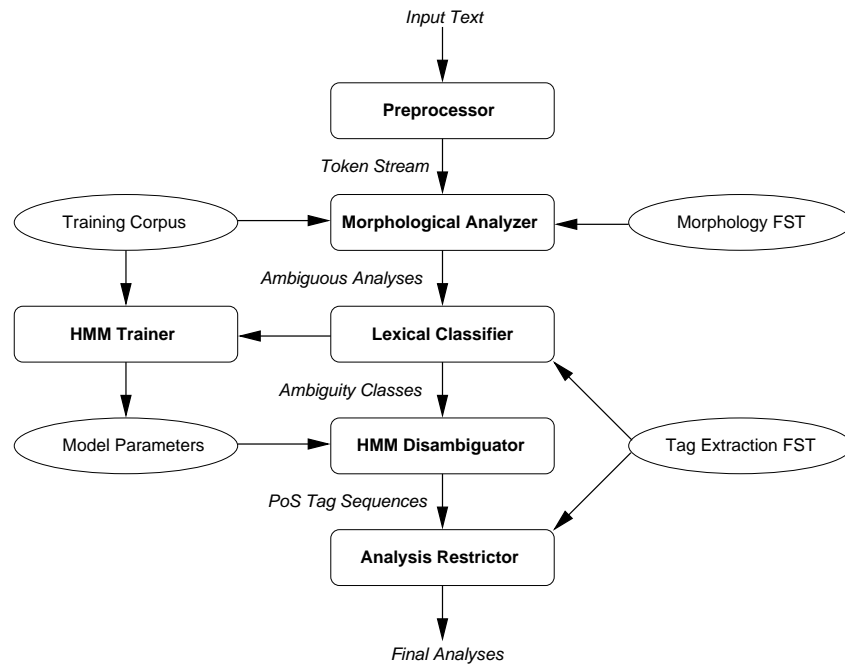 Input Text
Preprocessor
Token Stream
Training Corpus
Morphological Analyzer
Morphology FST
Ambiguous Analyses
HMM Trainer
Lexical Classifier
Ambiguity Classes
Model Parameters
HMM Disambiguator
Tag Extraction FST
PoS Tag Sequences
Analysis Restrictor
Final Analyses